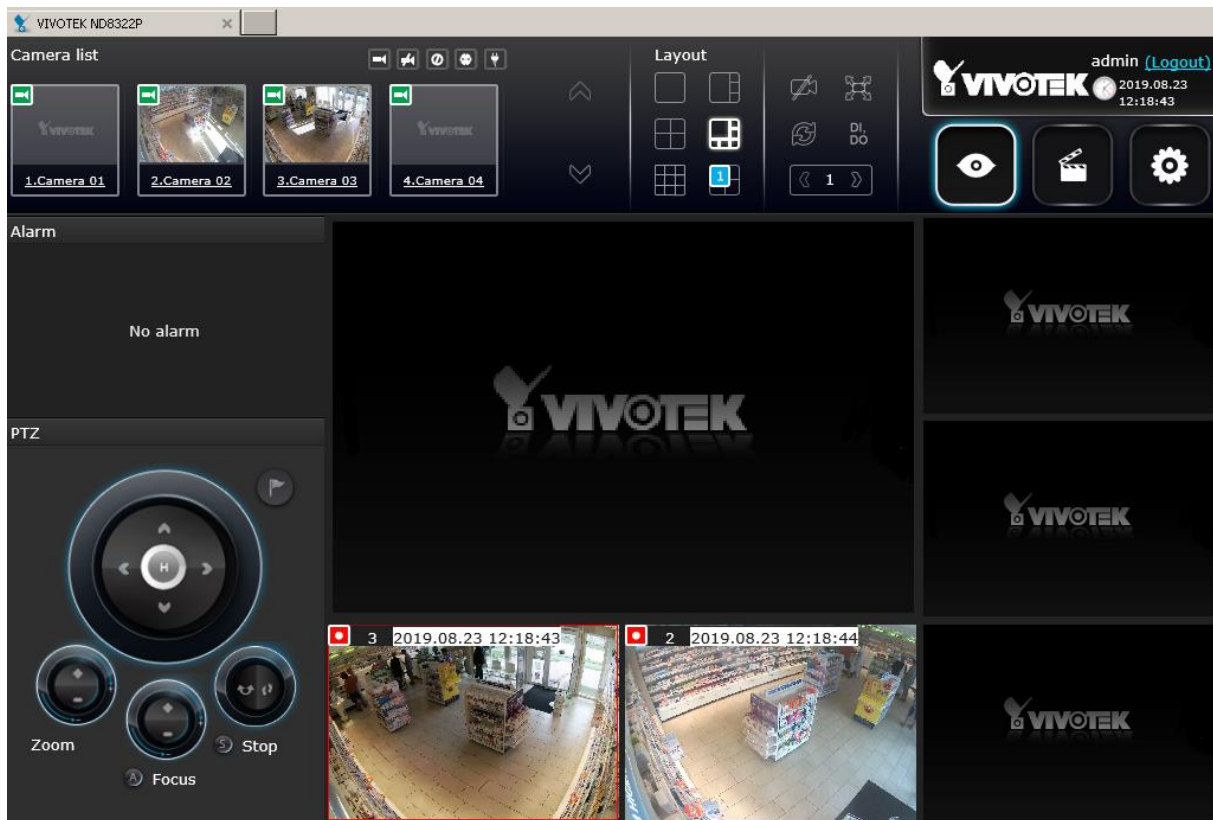 VIVOTEK ND8322P
Camera list
Layout
admin (Logout)
VIVOTEK
2019.08.23
12:18:43
VIVOTEK
VIVOTEK
DI,
DO
1.Camera 01
2.Camera 02
3.Camera 03
4.Camera 04
1
1
Alarm
No alarm
VIVOTEK
VIVOTEK
PTZ
H
VIVOTEK
3 2019.08.23 12:18:43
2 2019.08.23 12:18:44
VIVOTEK
Zoom
S Stop
A Focus